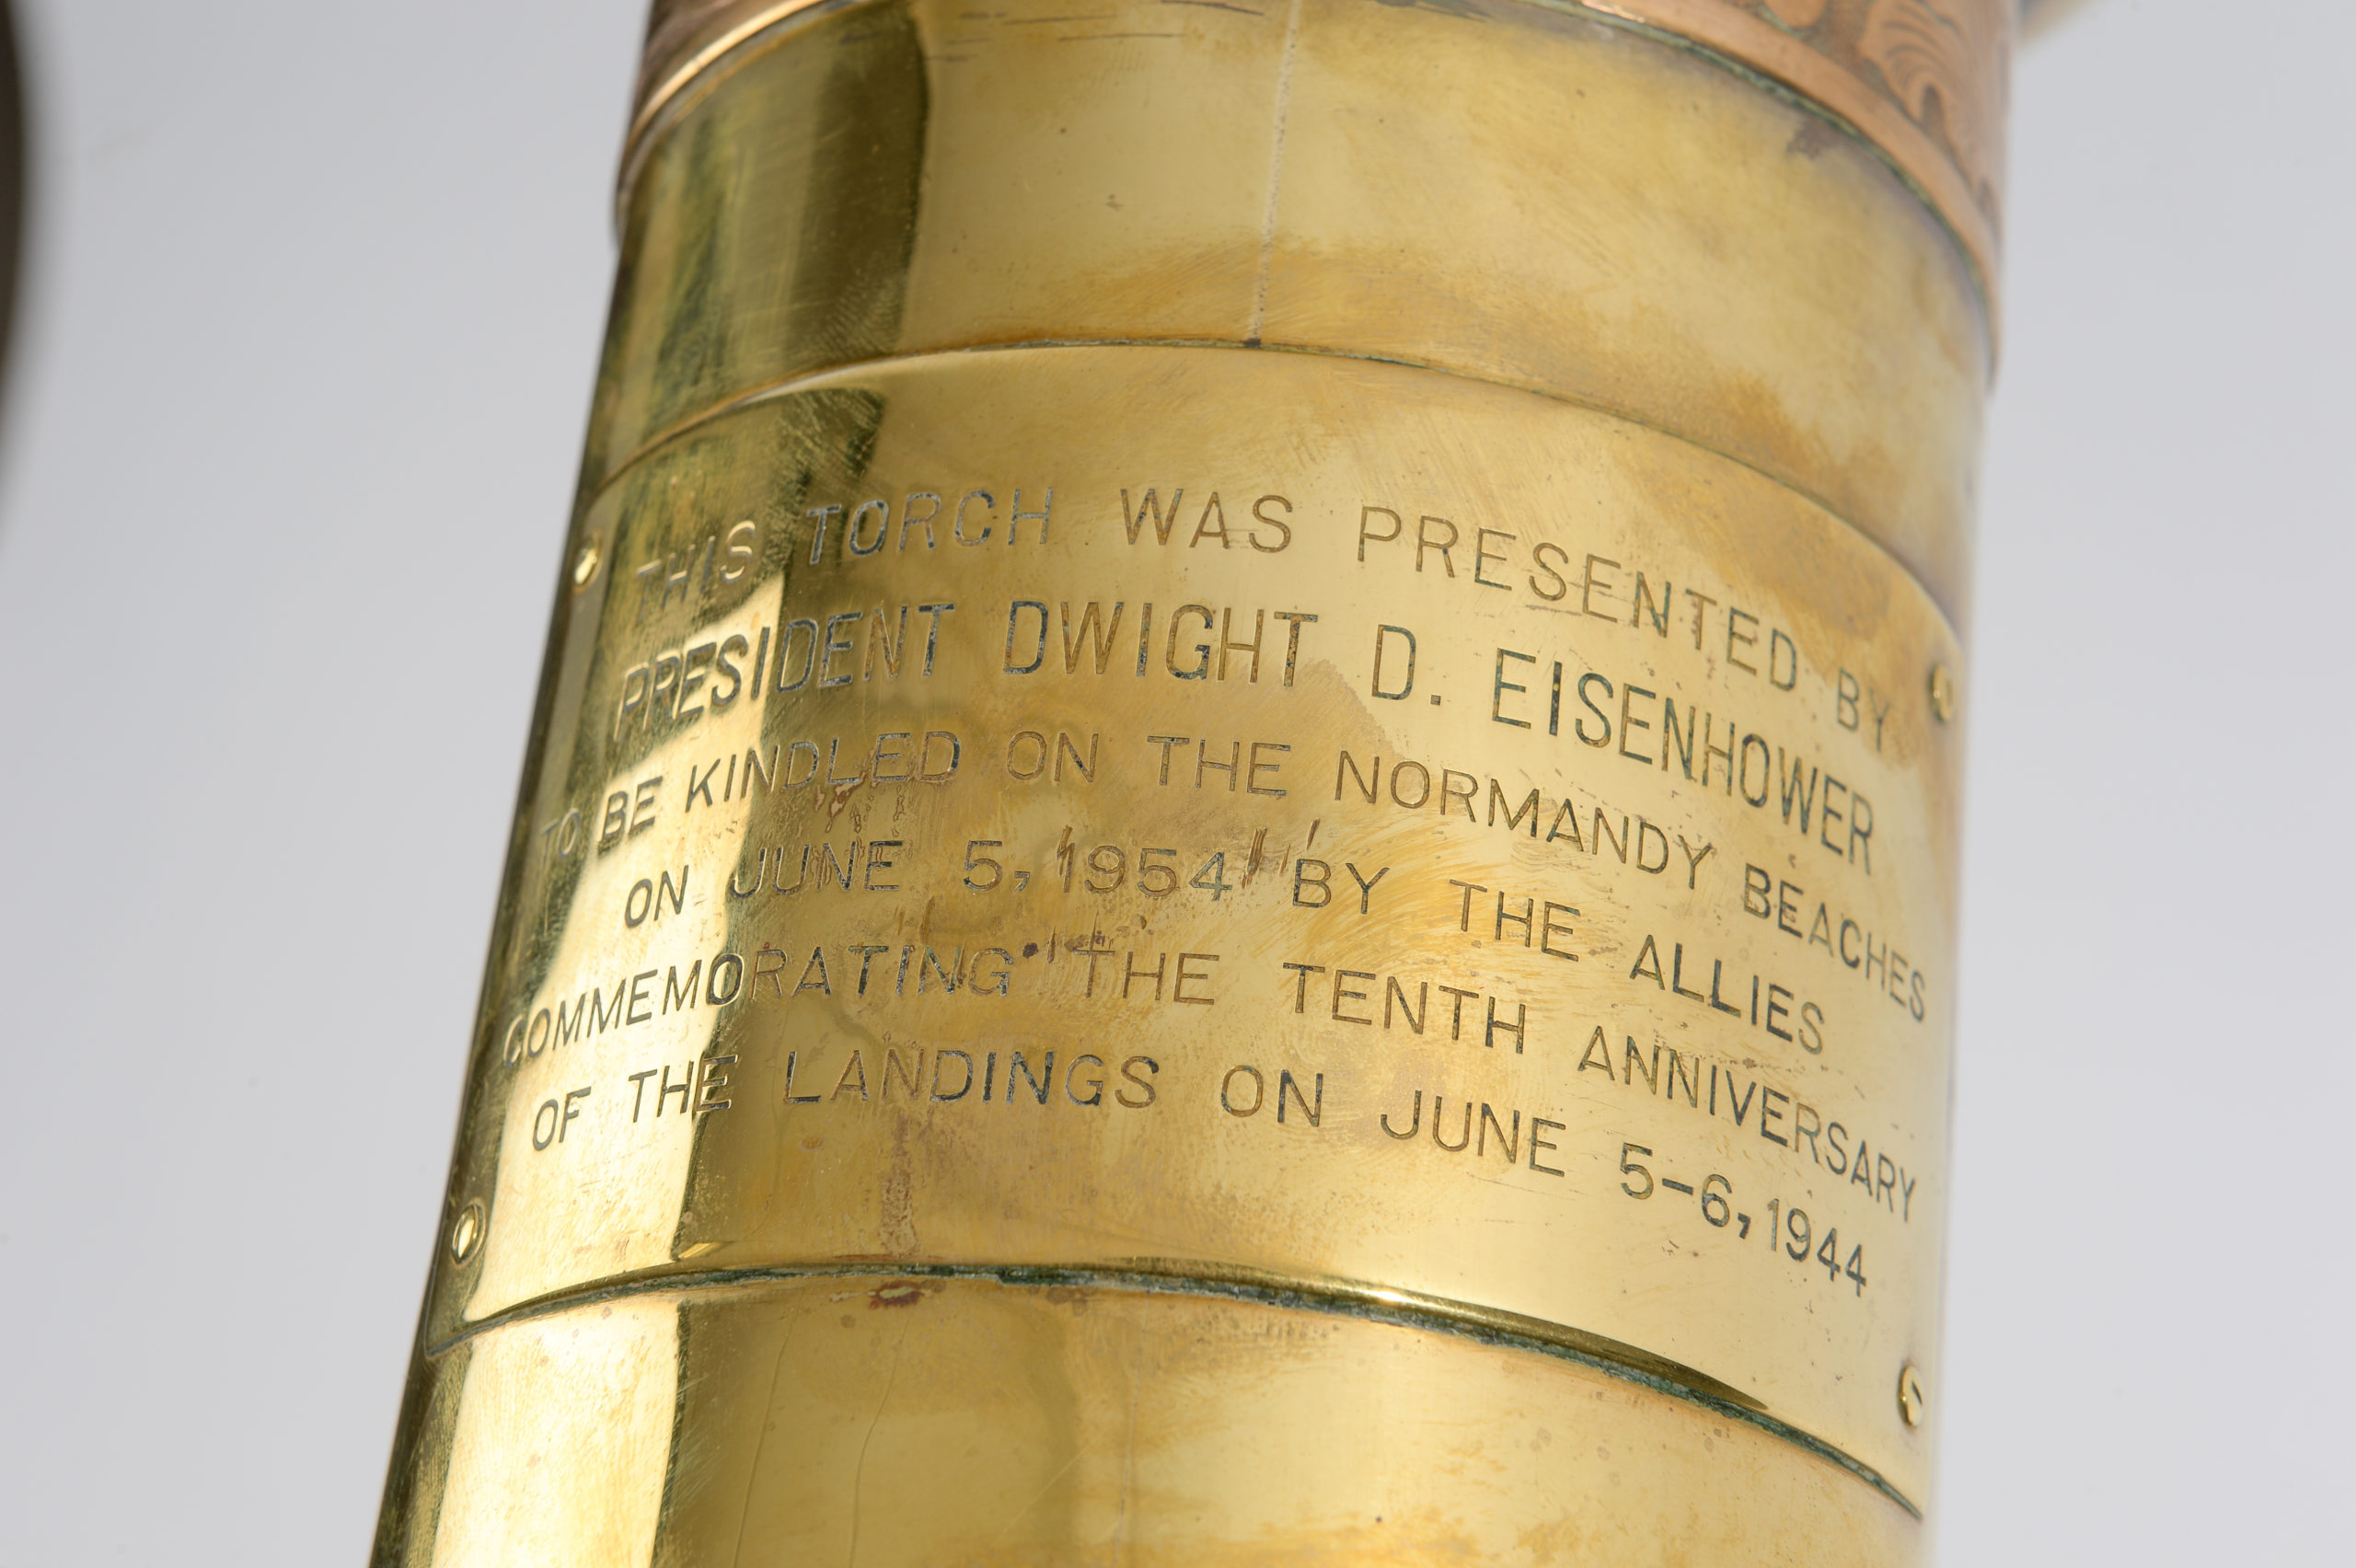 THIS TORCH WAS PRESENTED BY
PRESIDENT DWIGHT D. EISENHOWER
TO BE KINDLED ON THE NORMANDY BEACHES
ON JUNE 5, 1954 BY THE ALLIES
COMMEMORATING THE TENTH ANNIVERSARY
OF THE LANDINGS ON JUNE 5-6, 1944